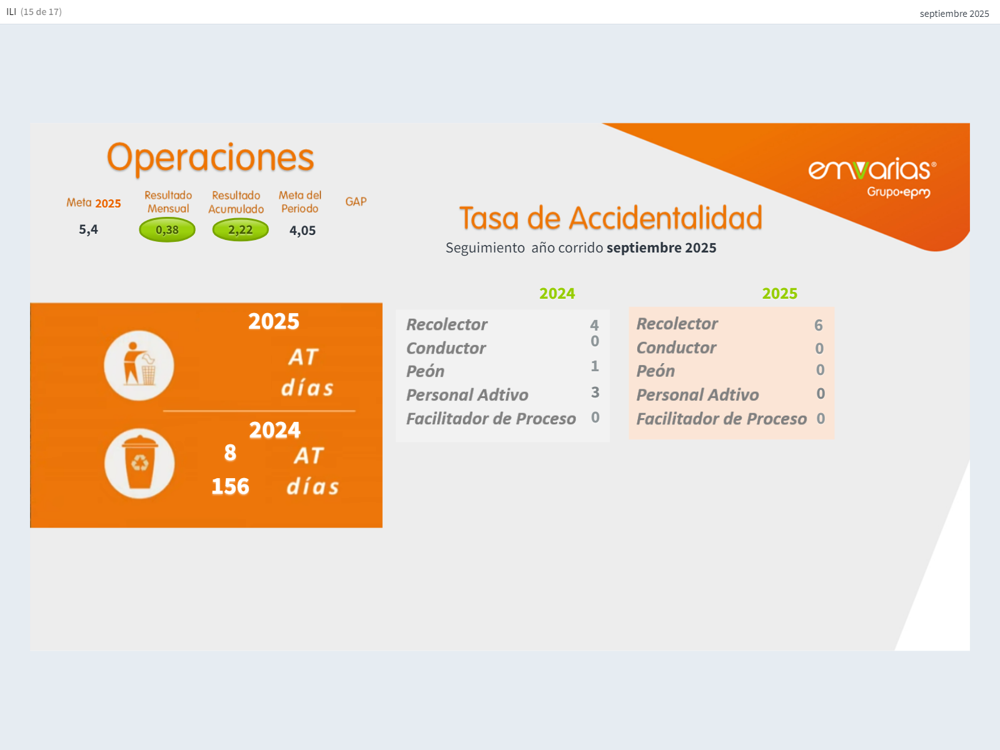 ILI (15 de 17)
septiembre 2025
Operaciones
Meta 2025
Resultado Mensual
Resultado Acumulado
Meta del Periodo
GAP
5,4
0,38
2,22
4,05
emvarias®
Grupo•epm
Tasa de Accidentalidad
Seguimiento año corrido septiembre 2025
2025
AT
días
2024
8 AT
156 días
2024
Recolector 4
Conductor 0
Peón 1
Personal Adtivo 3
Facilitador de Proceso 0
2025
Recolector 6
Conductor 0
Peón 0
Personal Adtivo 0
Facilitador de Proceso 0